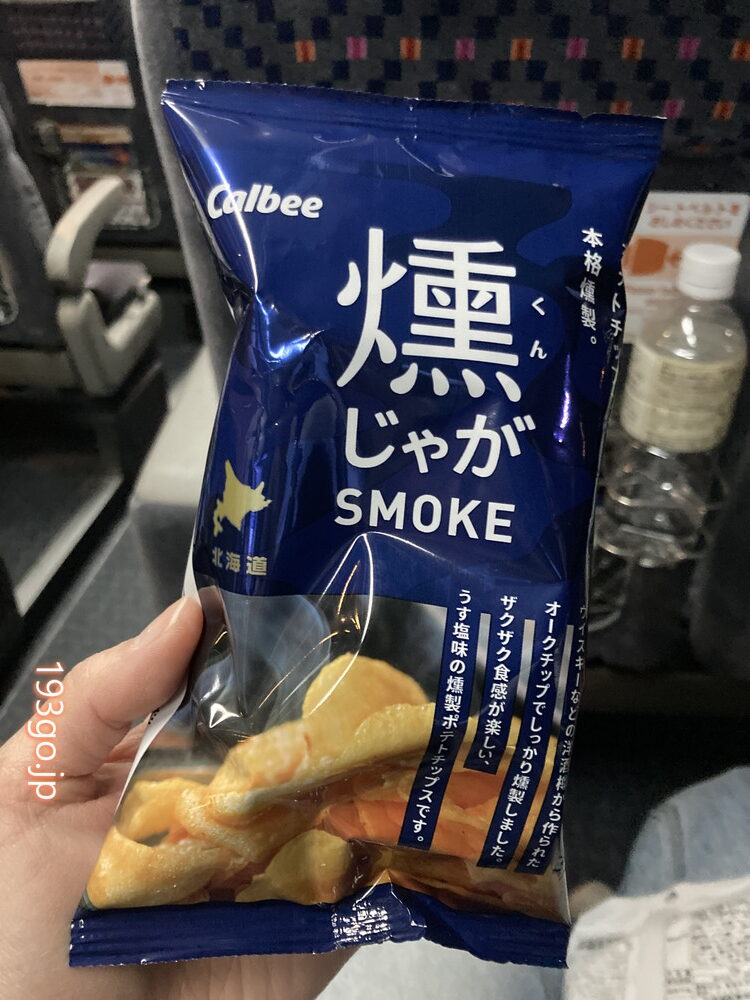 Calbee
燻
くん
じゃが
SMOKE
本格燻製。
北海道
ウイスキーなどの洋酒樽から作られた
オークチップでしっかり燻製しました。
ザクザク食感が楽しい、
うす塩味の燻製ポテトチップスです。
193go.jp